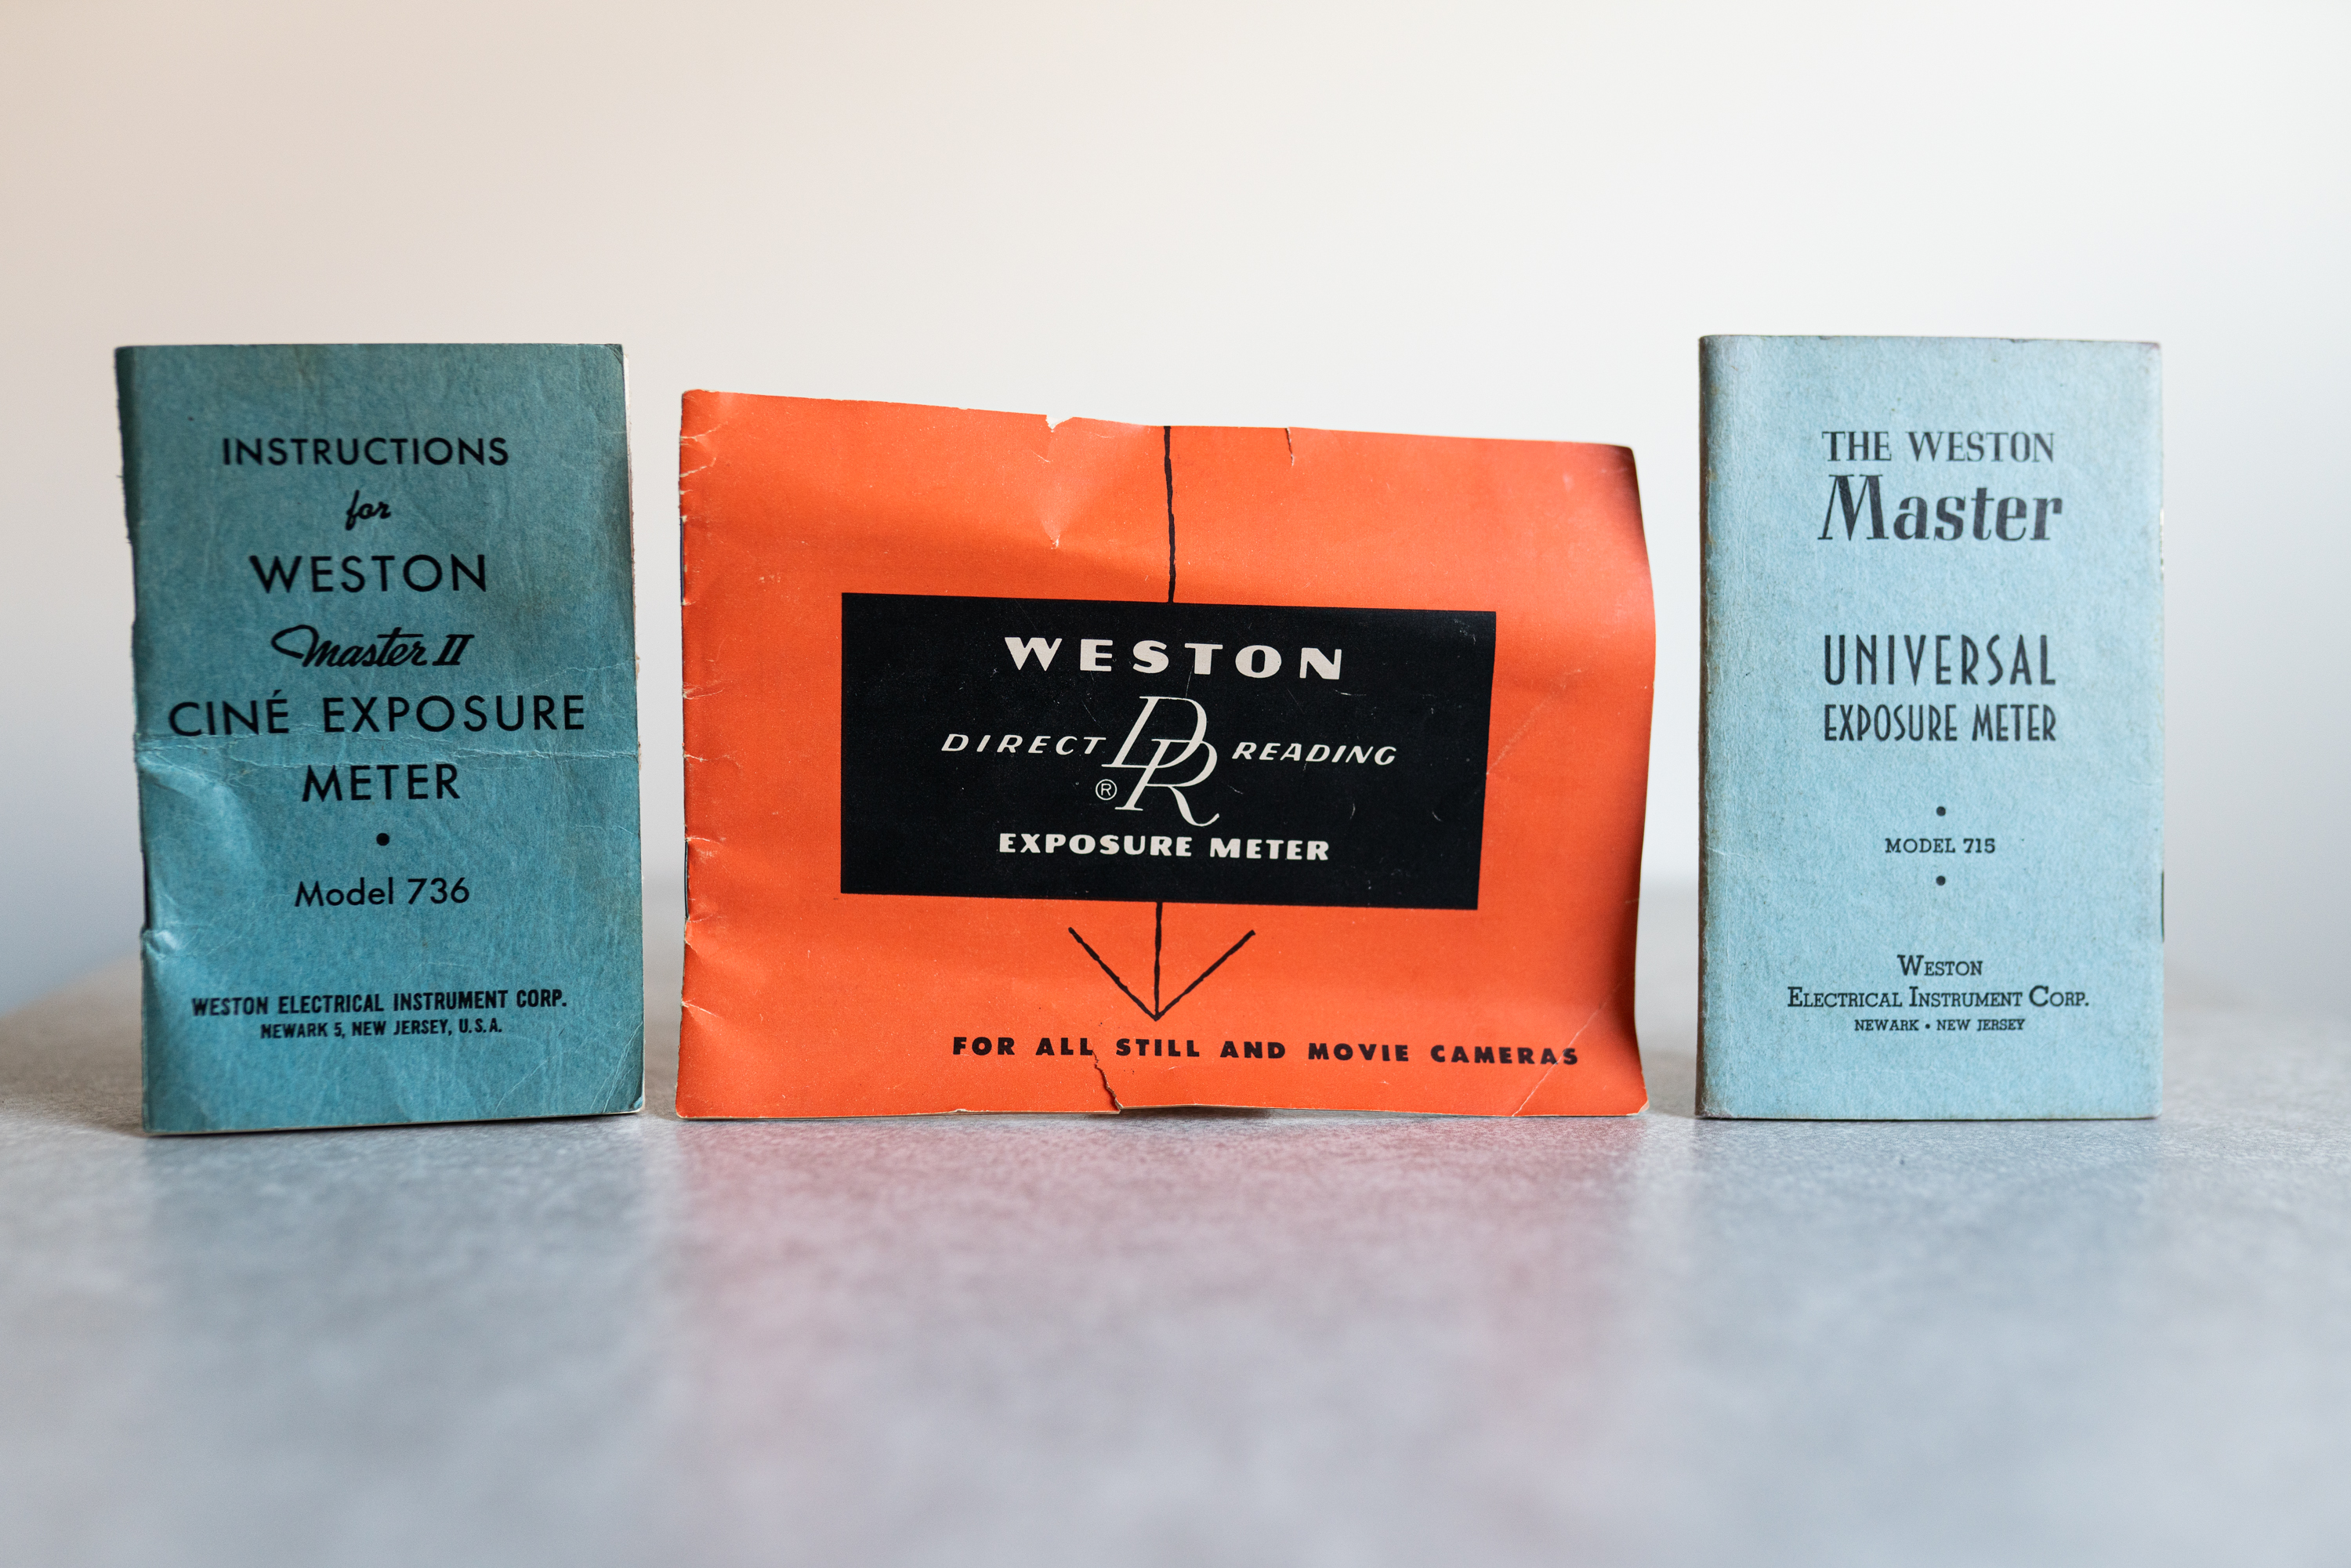 INSTRUCTIONS
for
WESTON
Master II
CINÉ EXPOSURE
METER
•
Model 736
WESTON ELECTRICAL INSTRUMENT CORP.
NEWARK 5, NEW JERSEY, U.S.A.
WESTON
DIRECT DR READING
®
EXPOSURE METER
FOR ALL STILL AND MOVIE CAMERAS
THE WESTON
Master
UNIVERSAL
EXPOSURE METER
•
MODEL 715
•
WESTON
ELECTRICAL INSTRUMENT CORP.
NEWARK • NEW JERSEY